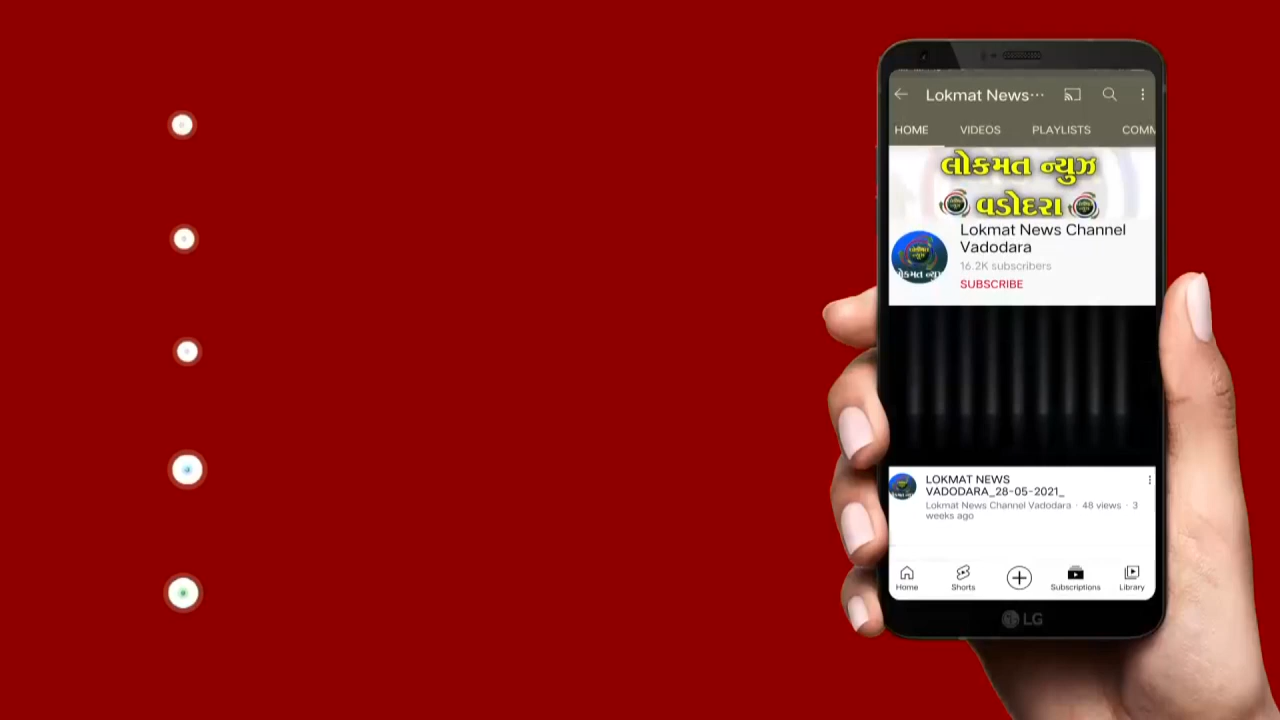 Lokmat News···
HOME VIDEOS PLAYLISTS COMM
લોકમત ન્યુઝ
વડોદરા
Lokmat News Channel
Vadodara
16.2K subscribers
SUBSCRIBE
LOKMAT NEWS
VADODARA_28-05-2021_
Lokmat News Channel Vadodara · 48 views · 3
weeks ago
Home Shorts Subscriptions Library
LG